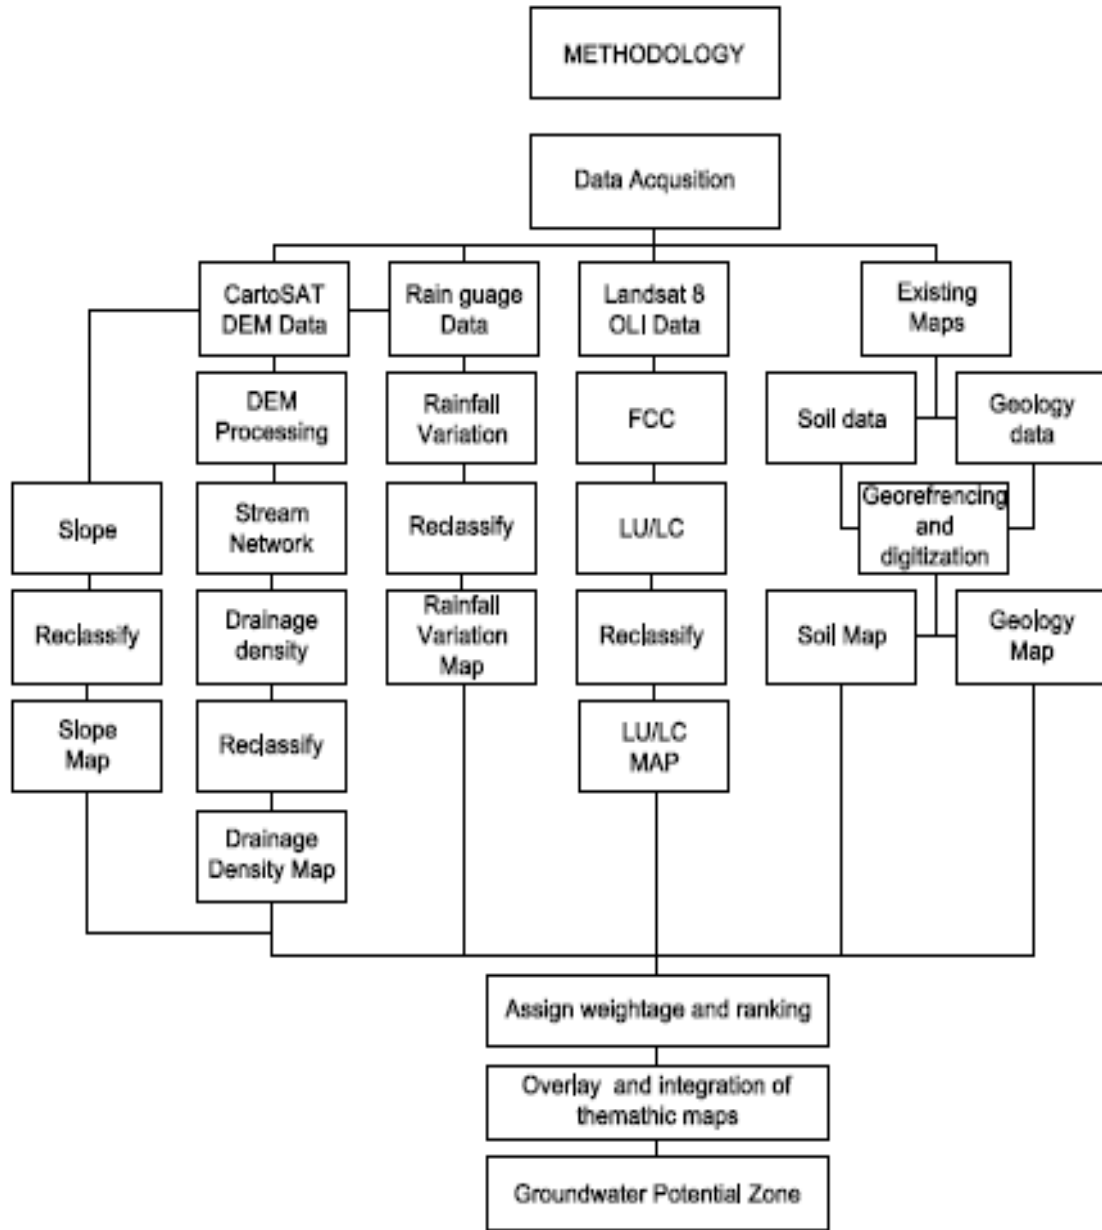 METHODOLOGY
Data Acqusition
CartoSAT
DEM Data
Rain guage
Data
Landsat 8
OLI Data
Existing
Maps
DEM
Processing
Rainfall
Variation
FCC
Soil data
Geology
data
Slope
Stream
Network
Reclassify
LU/LC
Georefrencing
and
digitization
Reclassify
Drainage
density
Rainfall
Variation
Map
Reclassify
Soil Map
Geology
Map
Slope
Map
Reclassify
LU/LC
MAP
Drainage
Density Map
Assign weightage and ranking
Overlay and integration of
themathic maps
Groundwater Potential Zone